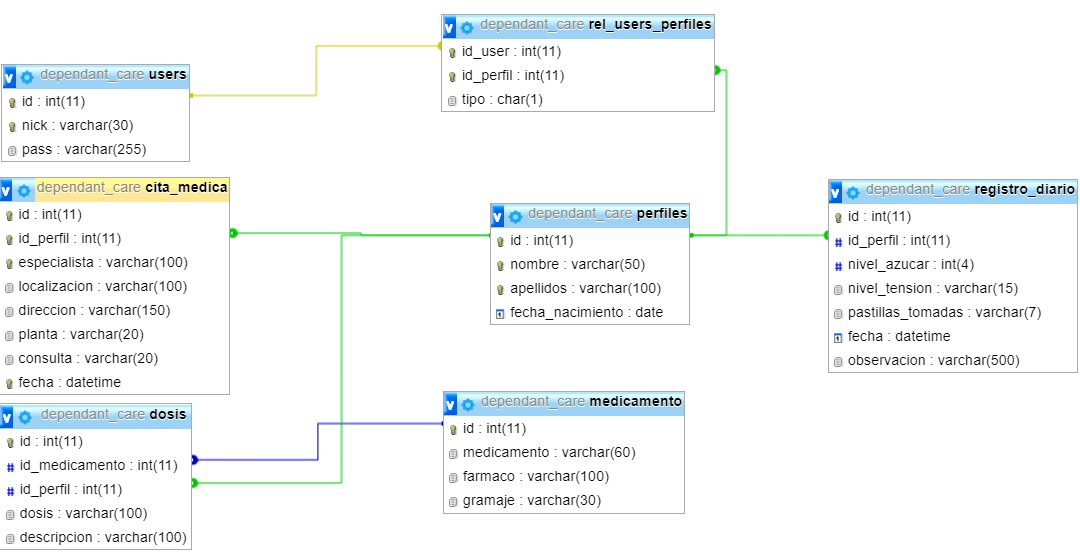 dependant_care rel_users_perfiles
id_user : int(11)
id_perfil : int(11)
tipo : char(1)
v dependant_care users
id : int(11)
nick : varchar(30)
pass : varchar(255)
v dependant_care cita_medica
id : int(11)
id_perfil : int(11)
especialista : varchar(100)
localizacion : varchar(100)
direccion : varchar(150)
planta : varchar(20)
consulta : varchar(20)
fecha : datetime
v dependant_care perfiles
id : int(11)
nombre : varchar(50)
apellidos : varchar(100)
fecha_nacimiento : date
v dependant_care registro_diario
id : int(11)
# id_perfil : int(11)
# nivel_azucar : int(4)
nivel_tension : varchar(15)
pastillas_tomadas : varchar(7)
fecha : datetime
observacion : varchar(500)
v dependant_care dosis
id : int(11)
# id_medicamento : int(11)
# id_perfil : int(11)
dosis : varchar(100)
descripcion : varchar(100)
v dependant_care medicamento
id : int(11)
medicamento : varchar(60)
farmaco : varchar(100)
gramaje : varchar(30)